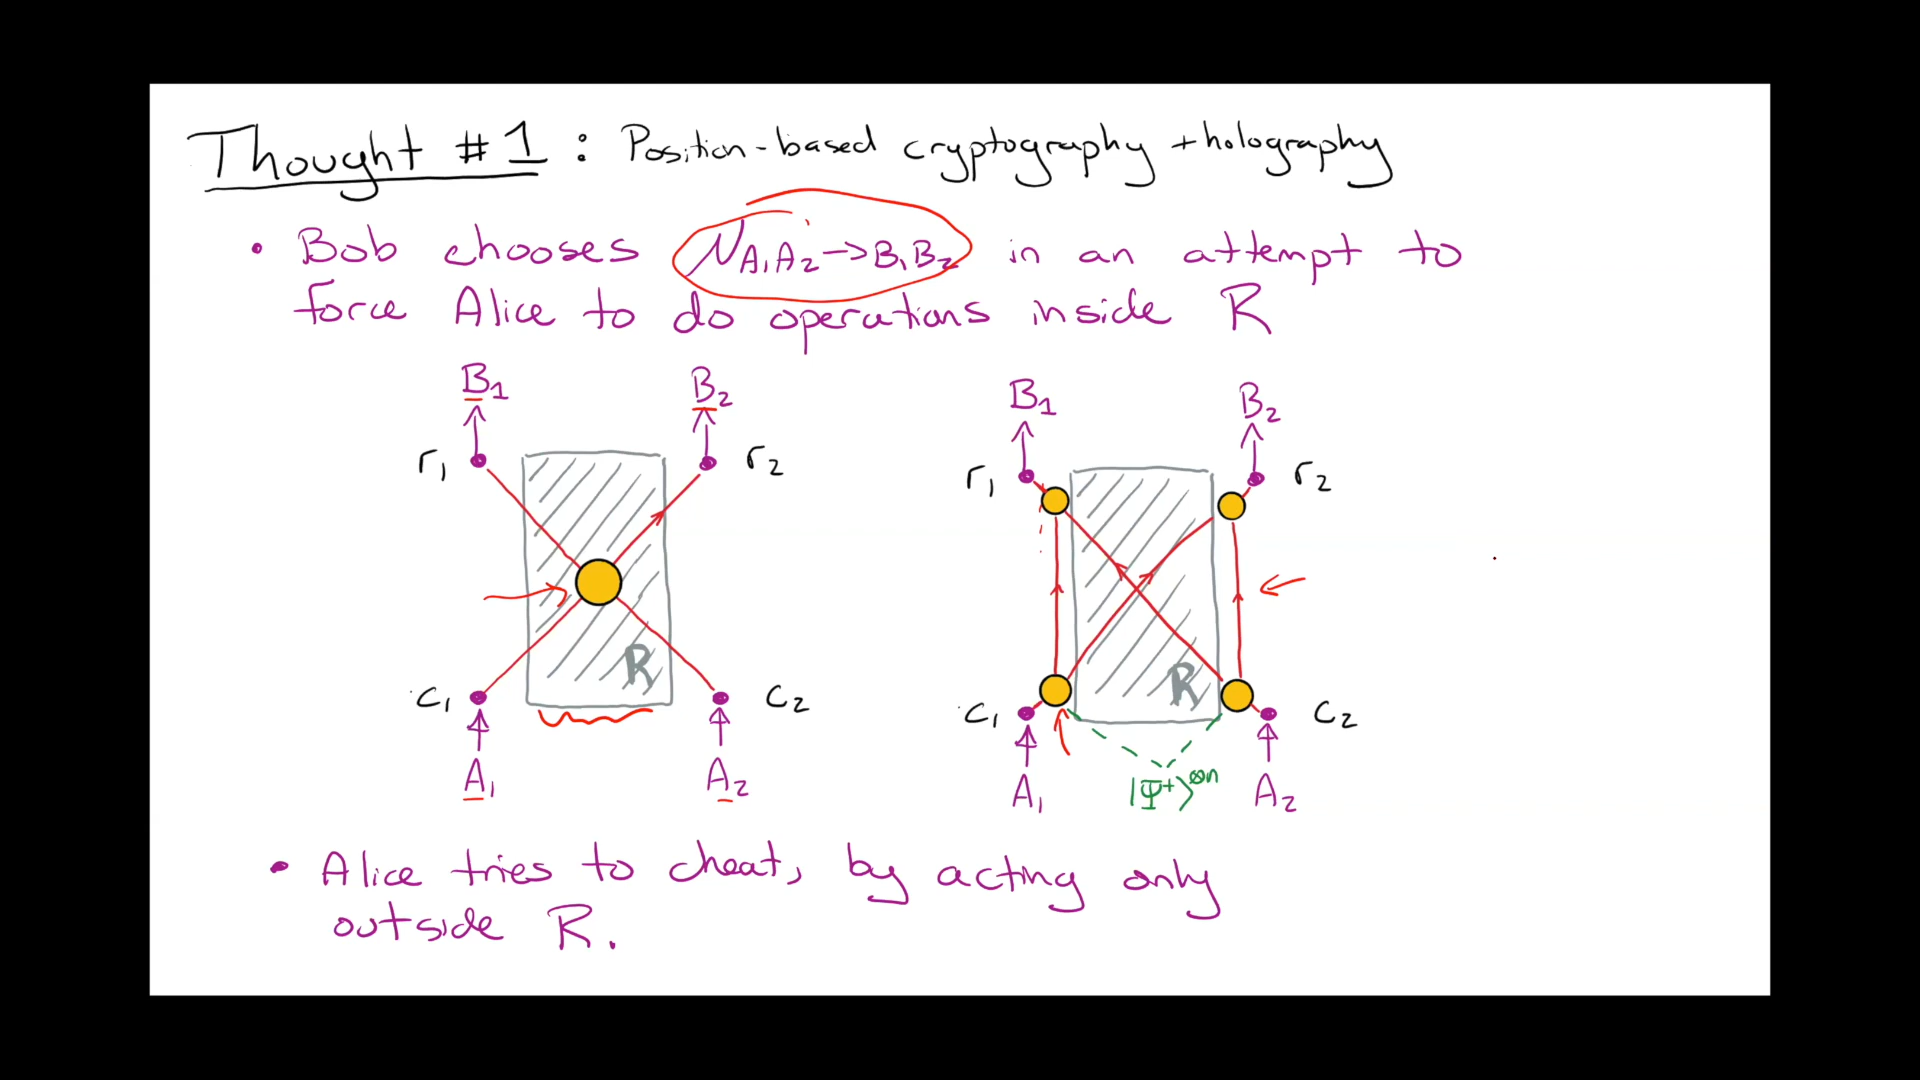 Thought #1: Position-based cryptography + holography
• Bob chooses 𝒩A₁A₂→B₁B₂ in an attempt to
force Alice to do operations inside R
B₁ B₂ B₁ B₂
r₁ r₂ r₁ r₂
R R
c₁ c₂ c₁ c₂
A₁ A₂ A₁ |Ψ⁺⟩^⊗n A₂
• Alice tries to cheat, by acting only
outside R.